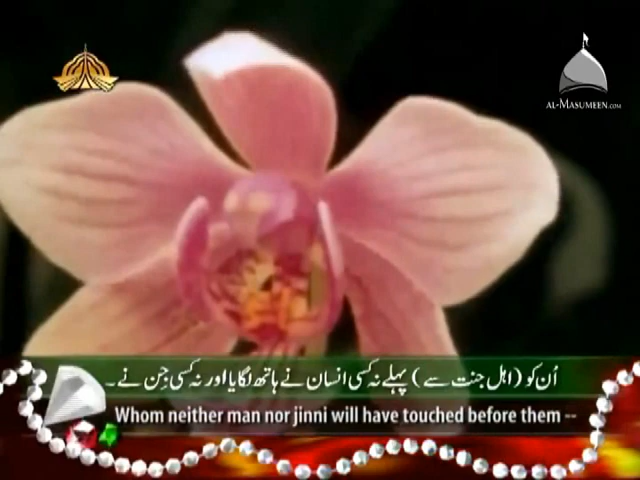 AL-MASUMEEN.COM
اُن کو (اہل جنت سے) پہلے نہ کسی انسان نے ہاتھ لگایا اور نہ کسی جِن نے۔
Whom neither man nor jinni will have touched before them --